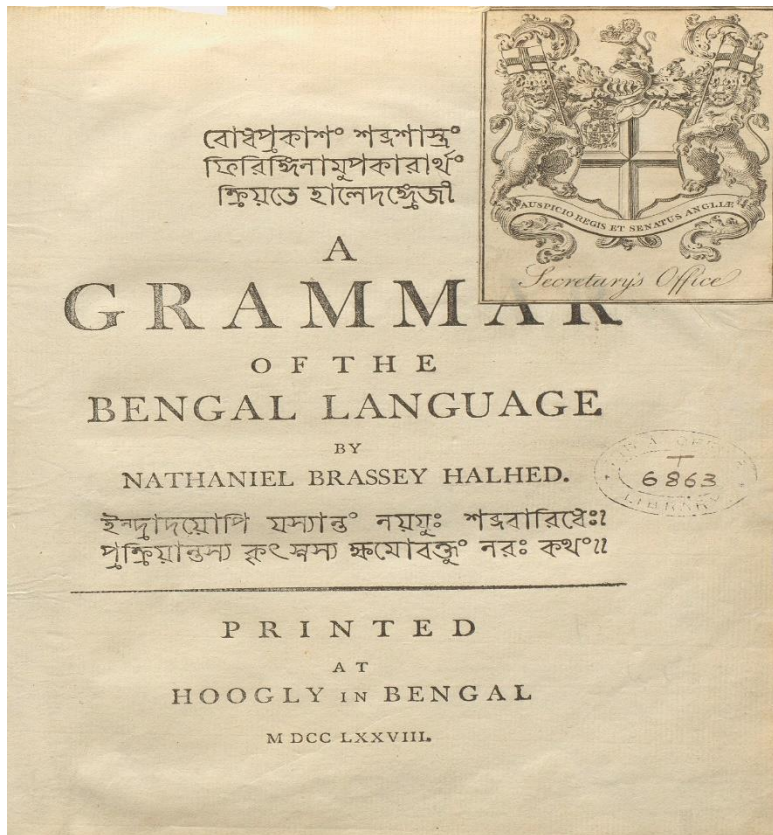 বোধপ্রকাশং শব্দশাস্ত্রং
ফিরিঙ্গিনামুপকারার্থং
ক্রিয়তে হালেদঙ্গ্রেজী
AUSPICIO REGIS ET SENATUS ANGLIÆ
Secretary's Office
A
GRAMMAR
OF THE
BENGAL LANGUAGE
BY
NATHANIEL BRASSEY HALHED.
T
6863
LIBRARY
ইন্দ্রাদয়োপি যস্যান্তং নয়যুঃ শব্দবারিধেঃ।
প্রক্রিয়ান্তস্য কৃৎস্নস্য ক্ষমোবক্তুং নরঃ কথং॥
PRINTED
AT
HOOGLY IN BENGAL
M DCC LXXVIII.